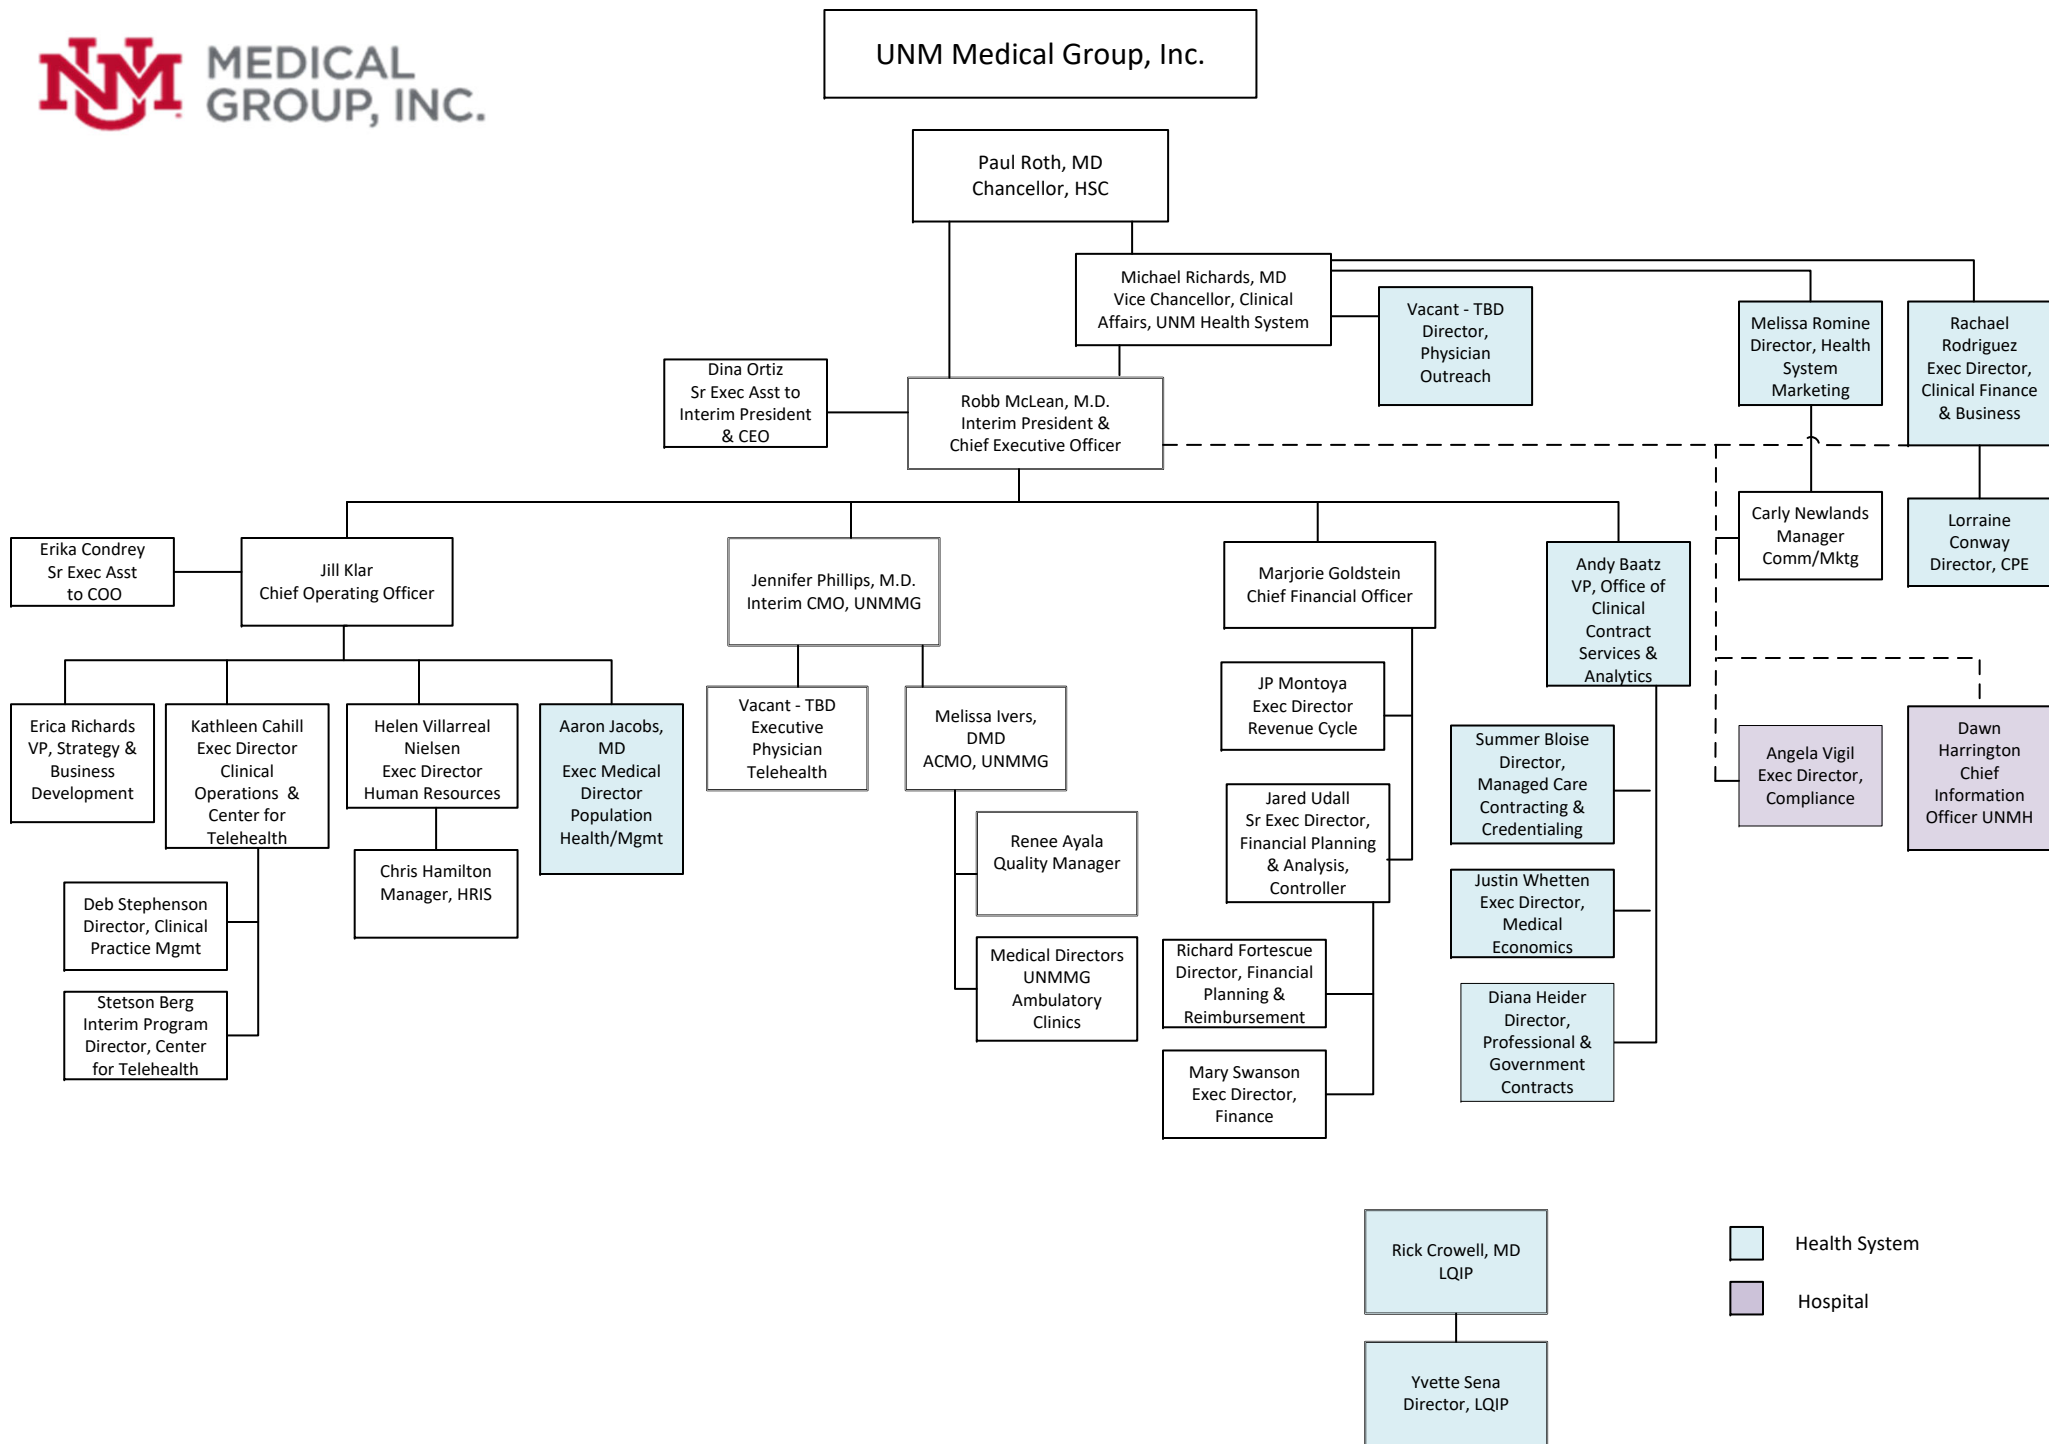 UNM
MEDICAL
GROUP, INC.
UNM Medical Group, Inc.
Paul Roth, MD
Chancellor, HSC
Michael Richards, MD
Vice Chancellor, Clinical
Affairs, UNM Health System
Vacant - TBD
Director,
Physician
Outreach
Melissa Romine
Director, Health
System
Marketing
Rachael
Rodriguez
Exec Director,
Clinical Finance
& Business
Dina Ortiz
Sr Exec Asst to
Interim President
& CEO
Robb McLean, M.D.
Interim President &
Chief Executive Officer
Carly Newlands
Manager
Comm/Mktg
Lorraine
Conway
Director, CPE
Erika Condrey
Sr Exec Asst
to COO
Jill Klar
Chief Operating Officer
Jennifer Phillips, M.D.
Interim CMO, UNMMG
Marjorie Goldstein
Chief Financial Officer
Andy Baatz
VP, Office of
Clinical
Contract
Services &
Analytics
Erica Richards
VP, Strategy &
Business
Development
Kathleen Cahill
Exec Director
Clinical
Operations &
Center for
Telehealth
Helen Villarreal
Nielsen
Exec Director
Human Resources
Aaron Jacobs,
MD
Exec Medical
Director
Population
Health/Mgmt
Vacant - TBD
Executive
Physician
Telehealth
Melissa Ivers,
DMD
ACMO, UNMMG
JP Montoya
Exec Director
Revenue Cycle
Summer Bloise
Director,
Managed Care
Contracting &
Credentialing
Angela Vigil
Exec Director,
Compliance
Dawn
Harrington
Chief
Information
Officer UNMH
Jared Udall
Sr Exec Director,
Financial Planning
& Analysis,
Controller
Renee Ayala
Quality Manager
Chris Hamilton
Manager, HRIS
Deb Stephenson
Director, Clinical
Practice Mgmt
Justin Whetten
Exec Director,
Medical
Economics
Medical Directors
UNMMG
Ambulatory
Clinics
Richard Fortescue
Director, Financial
Planning &
Reimbursement
Stetson Berg
Interim Program
Director, Center
for Telehealth
Diana Heider
Director,
Professional &
Government
Contracts
Mary Swanson
Exec Director,
Finance
Rick Crowell, MD
LQIP
Health System
Hospital
Yvette Sena
Director, LQIP